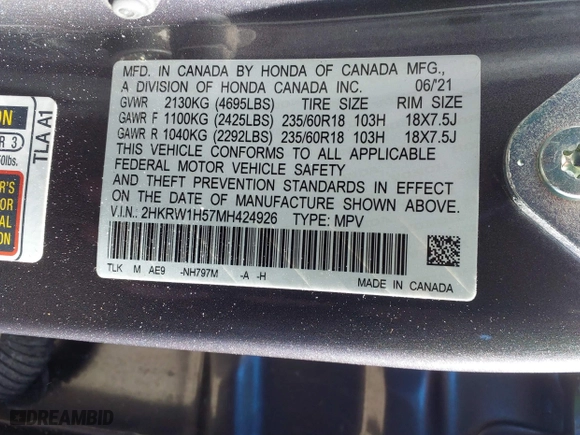 MFD. IN CANADA BY HONDA OF CANADA MFG.,
A DIVISION OF HONDA CANADA INC. 06/'21
GVWR 2130KG (4695LBS) TIRE SIZE RIM SIZE
GAWR F 1100KG (2425LBS) 235/60R18 103H 18X7.5J
GAWR R 1040KG (2292LBS) 235/60R18 103H 18X7.5J
THIS VEHICLE CONFORMS TO ALL APPLICABLE
FEDERAL MOTOR VEHICLE SAFETY
AND THEFT PREVENTION STANDARDS IN EFFECT
ON THE DATE OF MANUFACTURE SHOWN ABOVE.
V.I.N.: 2HKRW1H57MH424926 TYPE: MPV
TLK M AE9 -NH797M -A -H
MADE IN CANADA
TLA A1
ON
R 3
0lbs.
R'S
DREAMBID